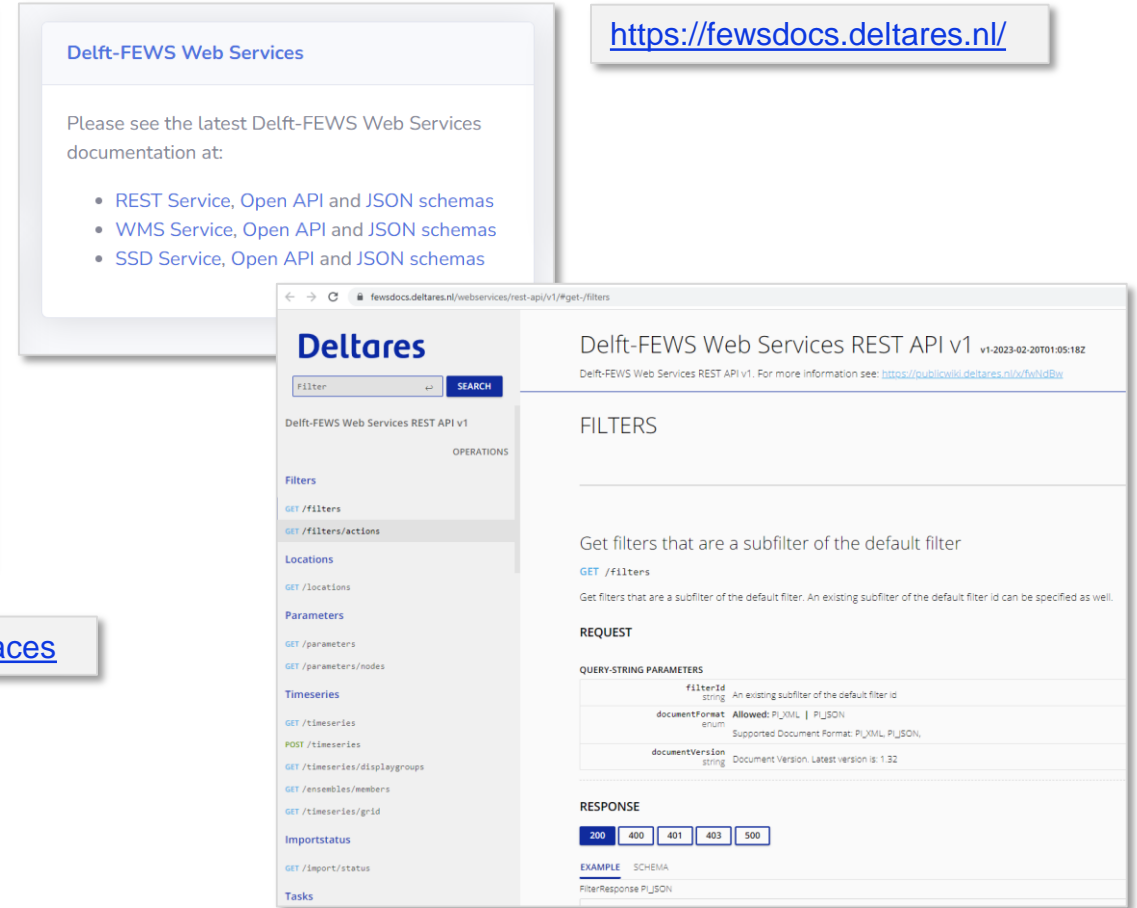 Delft-FEWS Web Services
Please see the latest Delft-FEWS Web Services
documentation at:
• REST Service, Open API and JSON schemas
• WMS Service, Open API and JSON schemas
• SSD Service, Open API and JSON schemas
https://fewsdocs.deltares.nl/
aces
fewsdocs.deltares.nl/webservices/rest-api/v1/#get-/filters
Deltares
Filter
SEARCH
Delft-FEWS Web Services REST API v1
OPERATIONS
Filters
GET /filters
GET /filters/actions
Locations
GET /locations
Parameters
GET /parameters
GET /parameters/nodes
Timeseries
GET /timeseries
POST /timeseries
GET /timeseries/displaygroups
GET /ensembles/members
GET /timeseries/grid
Importstatus
GET /import/status
Tasks
Delft-FEWS Web Services REST API v1 v1-2023-02-20T01:05:18Z
Delft-FEWS Web Services REST API v1. For more information see: https://publicwiki.deltares.nl/x/fwNdBw
FILTERS
Get filters that are a subfilter of the default filter
GET /filters
Get filters that are a subfilter of the default filter. An existing subfilter of the default filter id can be specified as well.
REQUEST
QUERY-STRING PARAMETERS
filterId
string An existing subfilter of the default filter id
documentFormat Allowed: PI_XML | PI_JSON
enum
Supported Document Format: PI_XML, PI_JSON,
documentVersion
string Document Version. Latest version is: 1.32
RESPONSE
200 400 401 403 500
EXAMPLE SCHEMA
FilterResponse PI_JSON